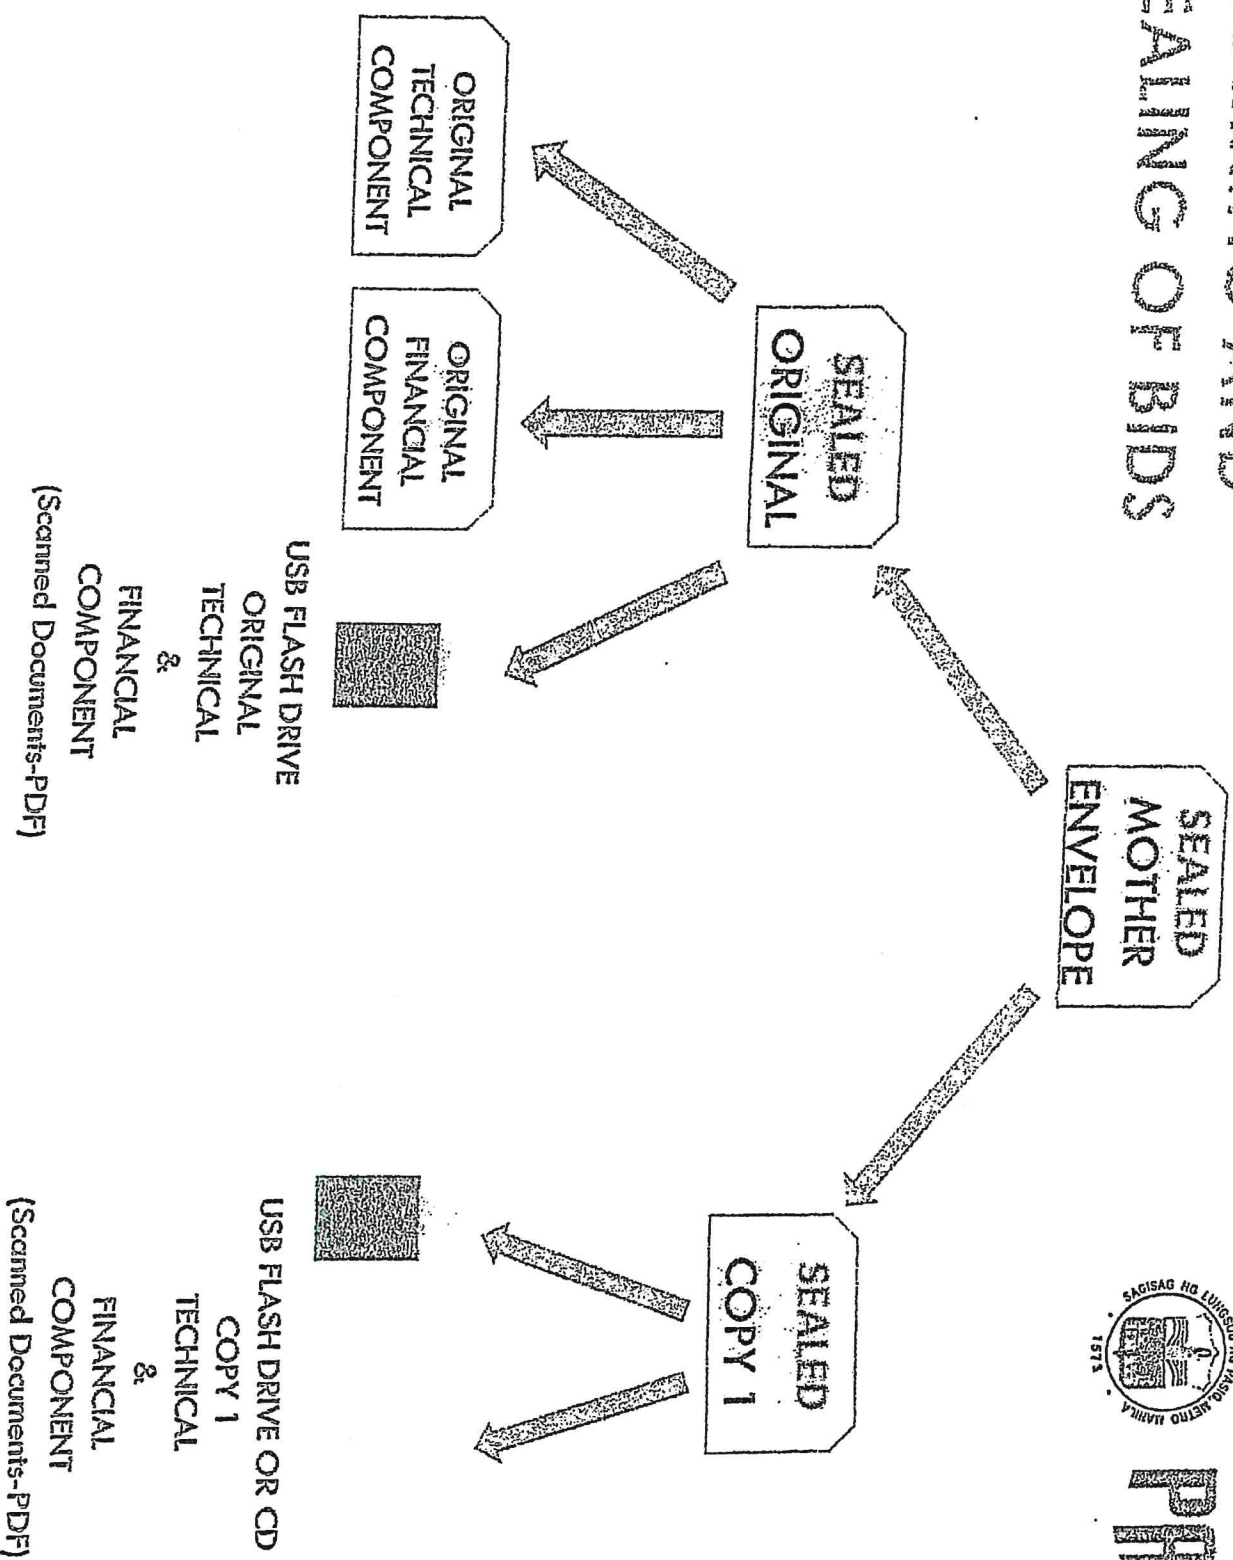 AND
EALING OF BIDS
SAGISAG NG LUNGSOD NG PASIG, METRO MANILA
1573
SEALED
MOTHER
ENVELOPE
SEALED
ORIGINAL
SEALED
COPY 1
ORIGINAL
TECHNICAL
COMPONENT
ORIGINAL
FINANCIAL
COMPONENT
USB FLASH DRIVE
ORIGINAL
TECHNICAL
&
FINANCIAL
COMPONENT
(Scanned Documents-PDF)
USB FLASH DRIVE OR CD
COPY 1
TECHNICAL
&
FINANCIAL
COMPONENT
(Scanned Documents-PDF)